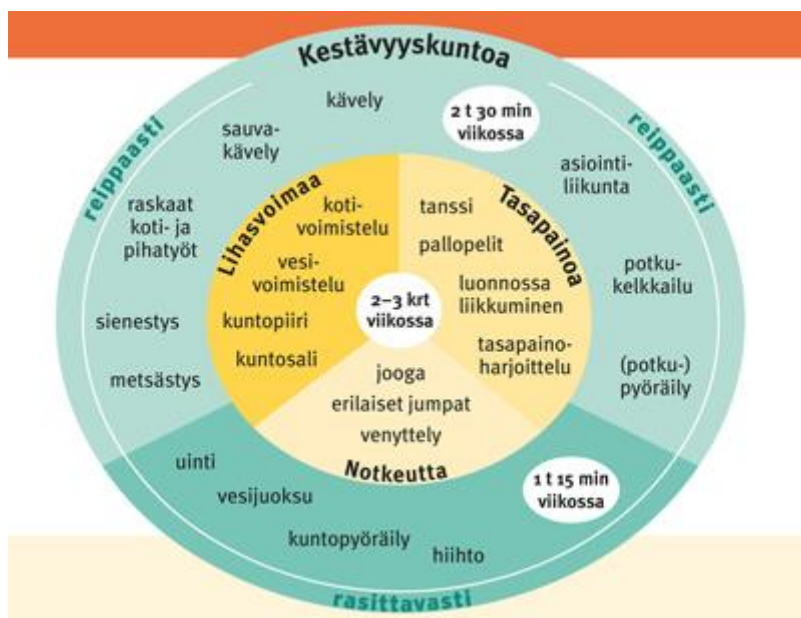 Kestävyyskuntoa
reippaasti
reippaasti
kävely
2 t 30 min
viikossa
sauva-
kävely
asiointi-
liikunta
raskaat
koti- ja
pihatyöt
potku-
kelkkailu
sienestys
metsästys
(potku-)
pyöräily
Lihasvoimaa
koti-
voimistelu
vesi-
voimistelu
kuntopiiri
kuntosali
Tasapainoa
tanssi
pallopelit
luonnossa
liikkuminen
tasapaino-
harjoittelu
2–3 krt
viikossa
jooga
erilaiset jumpat
venyttely
Notkeutta
uinti
vesijuoksu
kuntopyöräily
hiihto
1 t 15 min
viikossa
rasittavasti